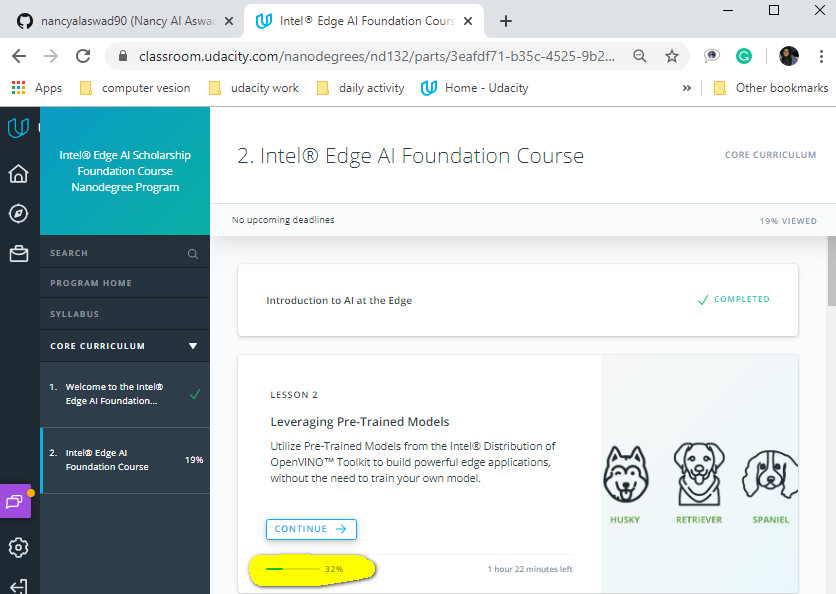 nancyalaswad90 (Nancy Al Aswa
Intel® Edge AI Foundation Cours
classroom.udacity.com/nanodegrees/nd132/parts/3eafdf71-b35c-4525-9b2...
Apps
computer vesion
udacity work
daily activity
Home - Udacity
»
Other bookmarks
Intel® Edge AI Scholarship
Foundation Course
Nanodegree Program
SEARCH
PROGRAM HOME
SYLLABUS
CORE CURRICULUM
1. Welcome to the Intel®
Edge AI Foundation...
2. Intel® Edge AI
Foundation Course
19%
2. Intel® Edge AI Foundation Course
CORE CURRICULUM
No upcoming deadlines
19% VIEWED
Introduction to AI at the Edge
COMPLETED
LESSON 2
Leveraging Pre-Trained Models
Utilize Pre-Trained Models from the Intel® Distribution of
OpenVINO™ Toolkit to build powerful edge applications,
without the need to train your own model.
CONTINUE
32%
1 hour 22 minutes left
HUSKY
RETRIEVER
SPANIEL